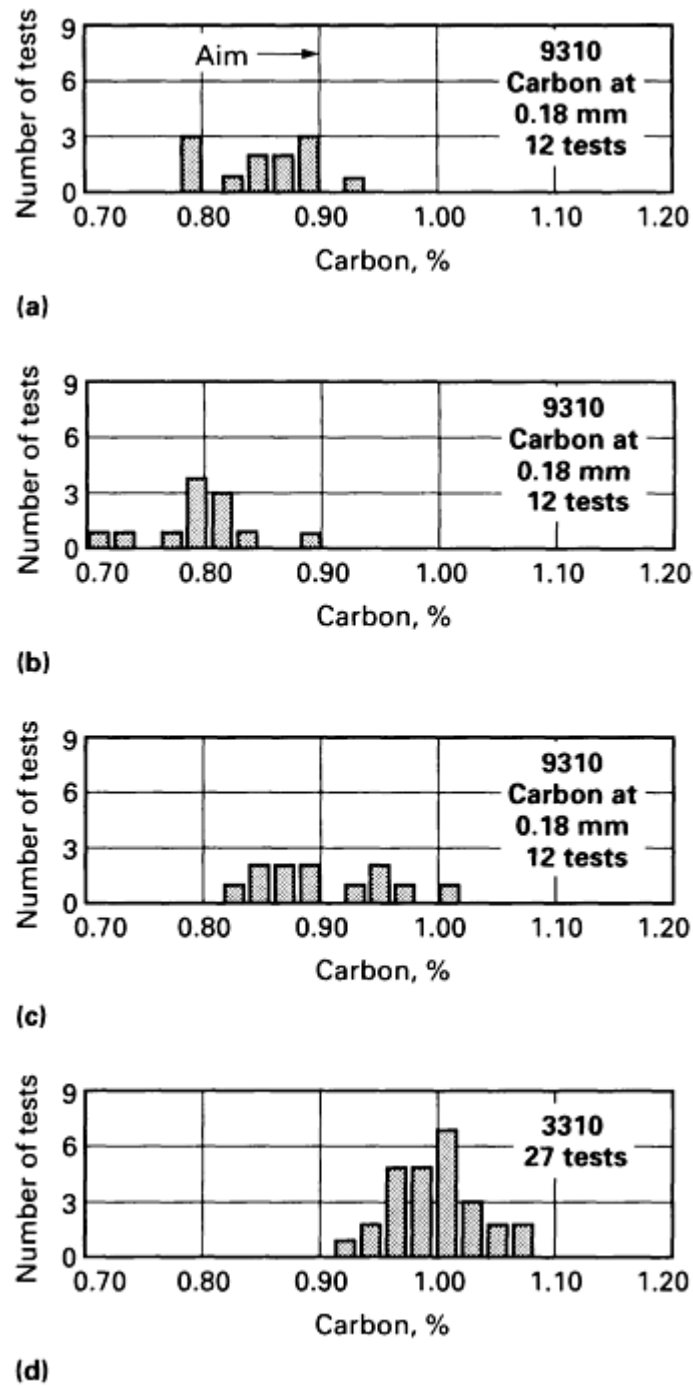 Number of tests
9
6
3
0
Aim
9310
Carbon at
0.18 mm
12 tests
0.70 0.80 0.90 1.00 1.10 1.20
Carbon, %
(a)
Number of tests
9
6
3
0
9310
Carbon at
0.18 mm
12 tests
0.70 0.80 0.90 1.00 1.10 1.20
Carbon, %
(b)
Number of tests
9
6
3
0
9310
Carbon at
0.18 mm
12 tests
0.70 0.80 0.90 1.00 1.10 1.20
Carbon, %
(c)
Number of tests
9
6
3
0
3310
27 tests
0.70 0.80 0.90 1.00 1.10 1.20
Carbon, %
(d)